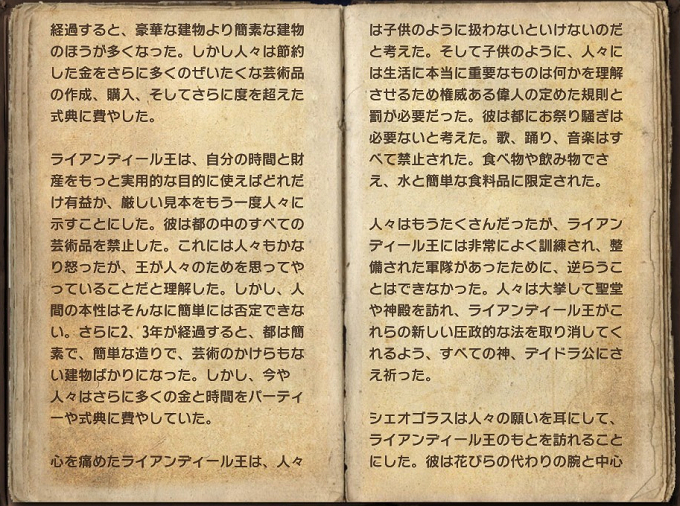 経過すると、豪華な建物より簡素な建物
のほうが多くなった。しかし人々は節約
した金をさらに多くのぜいたくな芸術品
の作成、購入、そしてさらに度を超えた
式典に費やした。
ライアンディール王は、自分の時間と財
産をもっと実用的な目的に使えばどれだ
け有益か、厳しい見本をもう一度人々に
示すことにした。彼は都の中のすべての
芸術品を禁止した。これには人々もかな
り怒ったが、王が人々のためを思ってや
っていることだと理解した。しかし、人
間の本性はそんなに簡単には否定できな
い。さらに2、3年が経過すると、都は簡
素で、簡単な造りで、芸術のかけらもな
い建物ばかりになった。しかし、今や
人々はさらに多くの金と時間をパーティ
ーや式典に費やしていた。
心を痛めたライアンディール王は、人々
は子供のように扱わないといけないのだ
と考えた。そして子供のように、人々に
は生活に本当に重要なものは何かを理解
させるため権威ある偉人の定めた規則と
罰が必要だった。彼は都にお祭り騒ぎは
必要ないと考えた。歌、踊り、音楽はす
べて禁止された。食べ物や飲み物でさ
え、水と簡単な食料品に限定された。
人々はもうたくさんだったが、ライアン
ディール王には非常によく訓練され、整
備された軍隊があったために、逆らうこ
とはできなかった。人々は大挙して聖堂
や神殿を訪れ、ライアンディール王がこ
れらの新しい圧政的な法を取り消してく
れるよう、すべての神、デイドラ公にさ
え祈った。
シェオゴラスは人々の願いを耳にして、
ライアンディール王のもとを訪れること
にした。彼は花びらの代わりの腕と中心